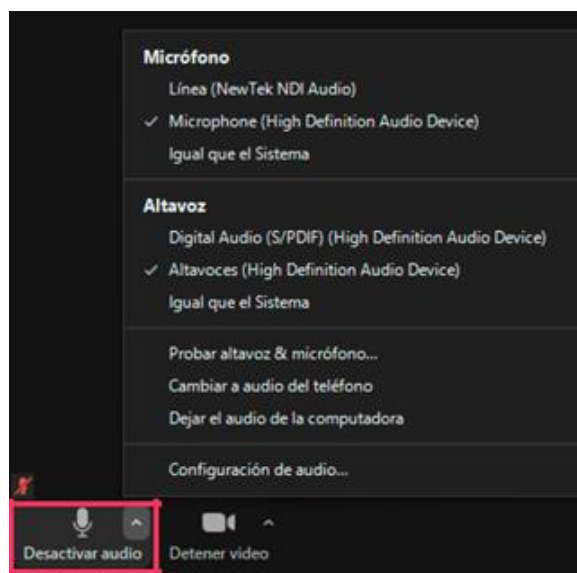 Micrófono
Línea (NewTek NDI Audio)
Microphone (High Definition Audio Device)
Igual que el Sistema
Altavoz
Digital Audio (S/PDIF) (High Definition Audio Device)
Altavoces (High Definition Audio Device)
Igual que el Sistema
Probar altavoz & micrófono...
Cambiar a audio del teléfono
Dejar el audio de la computadora
Configuración de audio...
Desactivar audio
Detener video